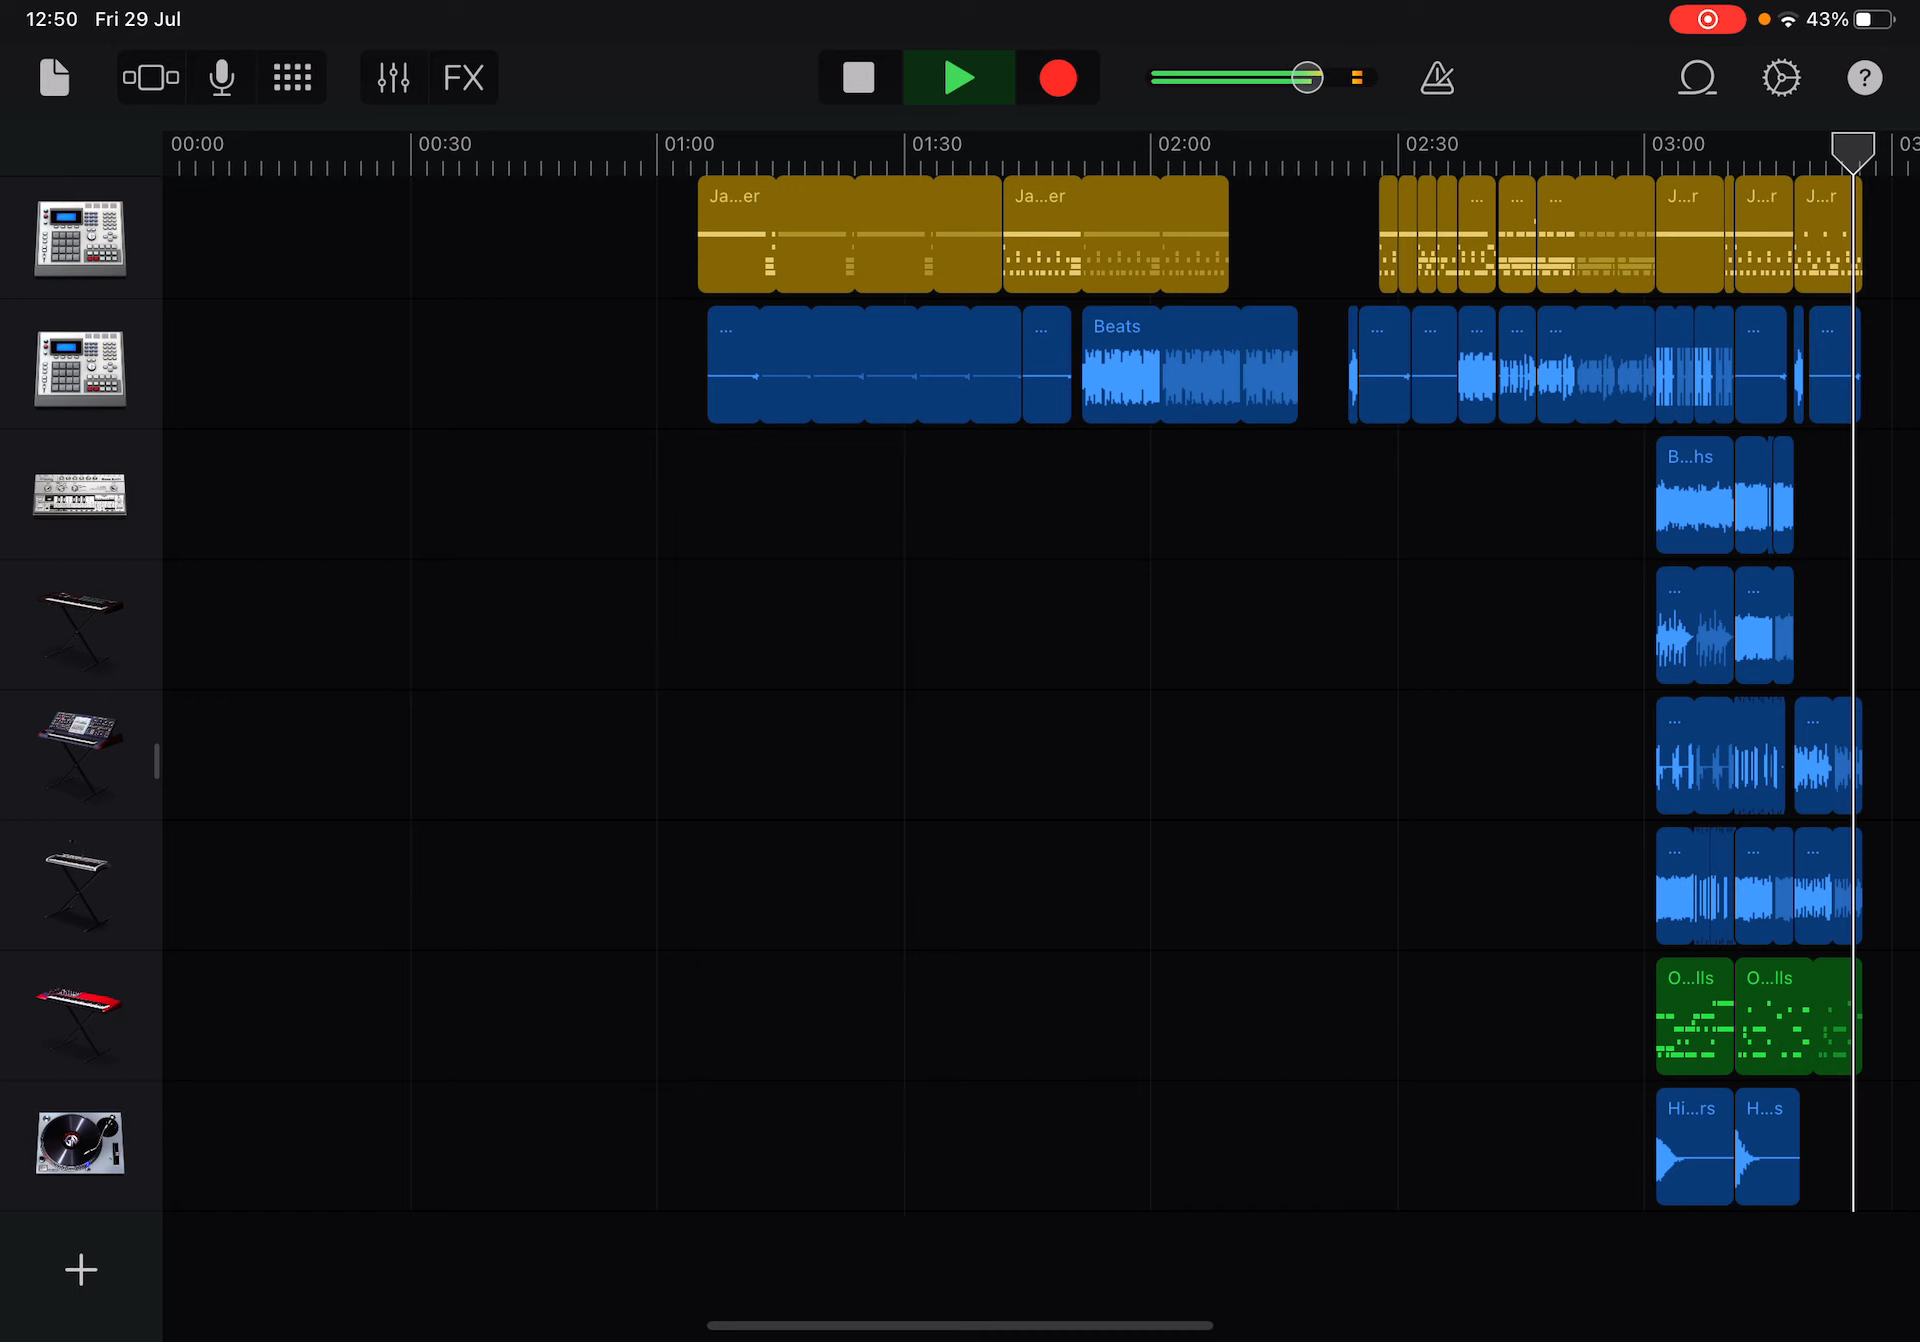 12:50 Fri 29 Jul
43%
FX
?
00:00 00:30 01:00 01:30 02:00 02:30 03:00 03
Ja...er Ja...er ... ... ... J...r J...r J...r
... ... Beats ... ... ... ... ... ... ...
B...hs
... ...
... ...
... ... ...
O...lls O...lls
Hi...rs H...s